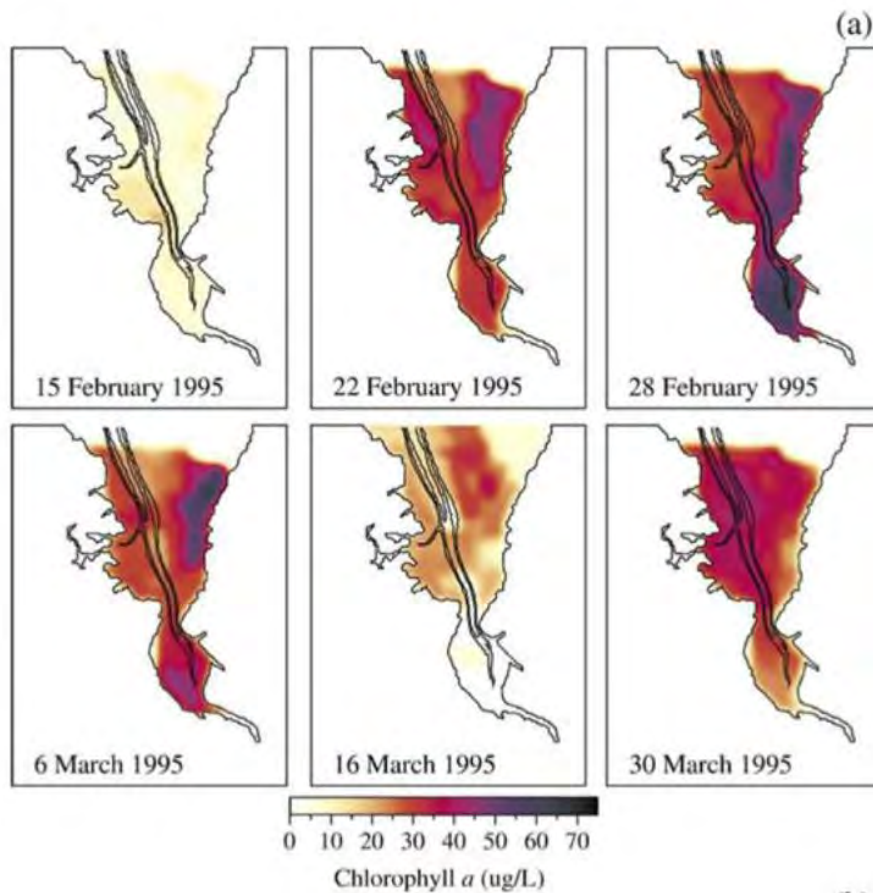 (a)
15 February 1995
22 February 1995
28 February 1995
6 March 1995
16 March 1995
30 March 1995
0 10 20 30 40 50 60 70
Chlorophyll a (ug/L)